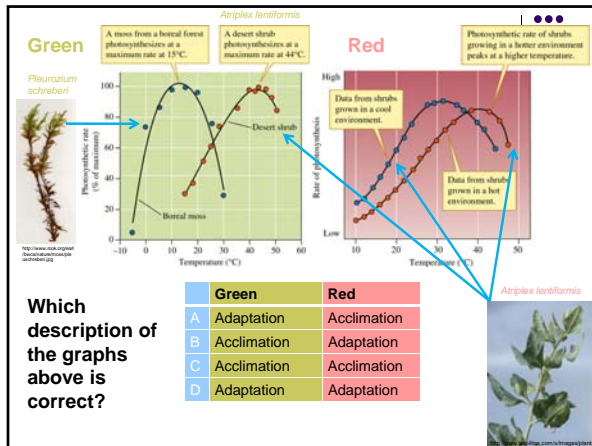 Atriplex lentiformis
Green
Red
Pleurozium
schreberi
A moss from a boreal forest
photosynthesizes at a
maximum rate at 15°C.
A desert shrub
photosynthesizes at a
maximum rate at 44°C.
Photosynthetic rate of shrubs
growing in a hotter environment
peaks at a higher temperature.
Photosynthetic rate
(% of maximum)
100
80
60
40
20
0
Desert shrub
Boreal moss
–10 0 10 20 30 40 50 60
Temperature (°C)
High
Rate of photosynthesis
Low
Data from shrubs
grown in a cool
environment.
Data from shrubs
grown in a hot
environment.
10 20 30 40 50
Temperature (°C)
Atriplex lentiformis
Which
description of
the graphs
above is
correct?
Green Red
A Adaptation Acclimation
B Acclimation Adaptation
C Acclimation Acclimation
D Adaptation Adaptation